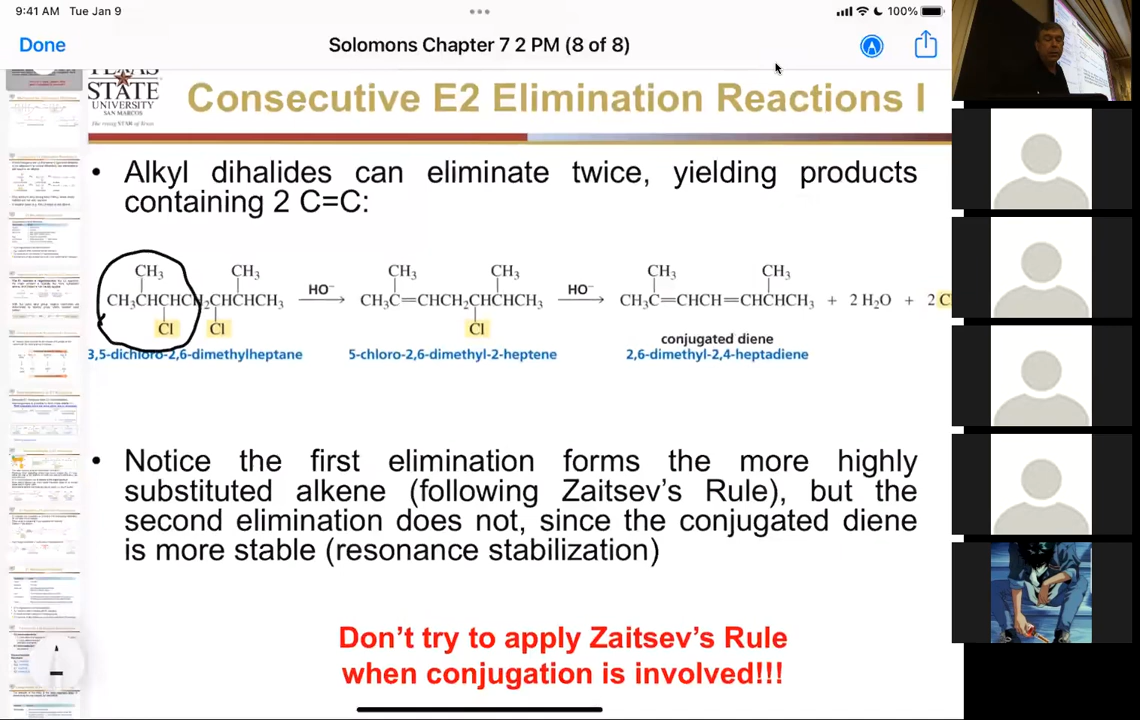 9:41 AM Tue Jan 9
100%
Done
Solomons Chapter 7 2 PM (8 of 8)
TEXAS
STATE
UNIVERSITY
SAN MARCOS
The rising STAR of Texas
Consecutive E2 Elimination Reactions I
• Alkyl dihalides can eliminate twice, yielding products
containing 2 C=C:
CH₃ CH₃ CH₃ CH₃ CH₃ CH₃
CH₃CHCHCH₂CHCHCH₃ HO⁻ CH₃C=CHCH₂CHCHCH₃ HO⁻ CH₃C=CHCH=CHCHCH₃ + 2 H₂O + 2 C
Cl Cl Cl
conjugated diene
3,5-dichloro-2,6-dimethylheptane 5-chloro-2,6-dimethyl-2-heptene 2,6-dimethyl-2,4-heptadiene
• Notice the first elimination forms the more highly
substituted alkene (following Zaitsev's Rule), but the
second elimination does not, since the conjugated diene
is more stable (resonance stabilization)
Don't try to apply Zaitsev's Rule
when conjugation is involved!!!